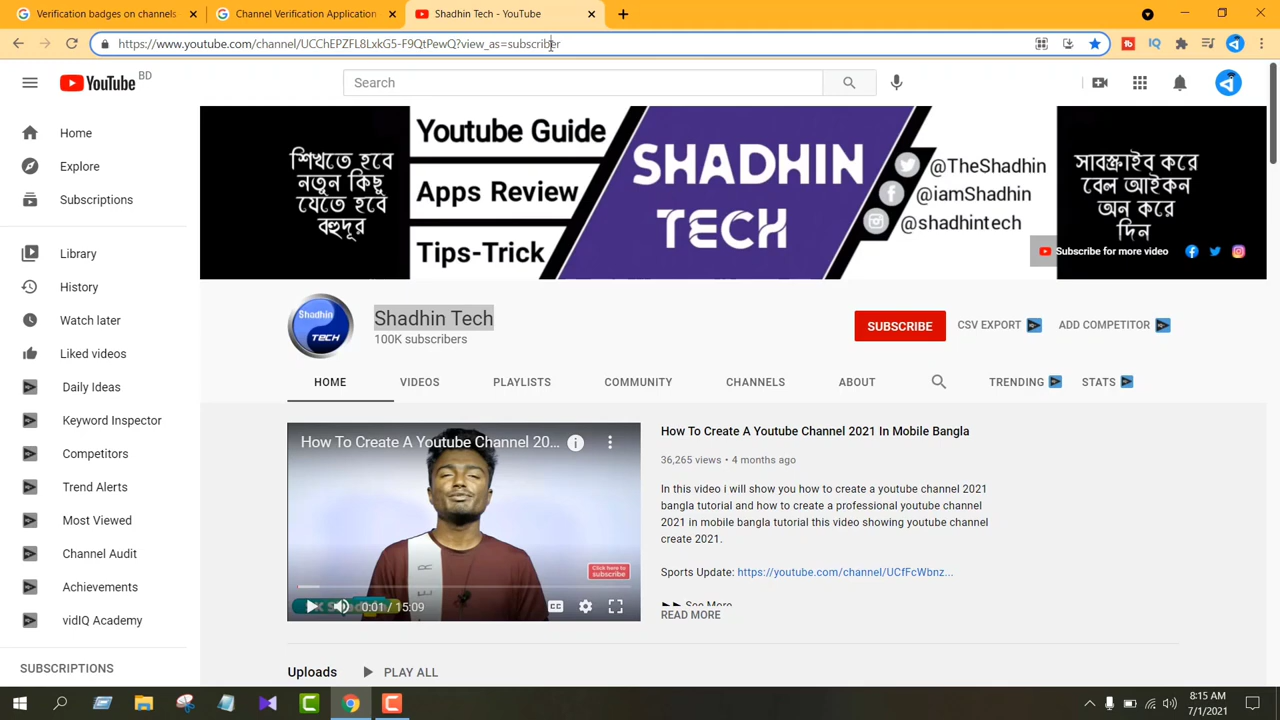 Verification badges on channels
Channel Verification Application
Shadhin Tech - YouTube
https://www.youtube.com/channel/UCChEPZFL8LxkG5-F9QtPewQ?view_as=subscriber
YouTube BD
Search
Home
Explore
Subscriptions
Library
History
Watch later
Liked videos
Daily Ideas
Keyword Inspector
Competitors
Trend Alerts
Most Viewed
Channel Audit
Achievements
vidIQ Academy
SUBSCRIPTIONS
শিখতে হবে
নতুন কিছু
যেতে হবে
বহুদূর
Youtube Guide
Apps Review
Tips-Trick
SHADHIN
TECH
@TheShadhin
@iamShadhin
@shadhintech
সাবস্ক্রাইব করে
বেল আইকন
অন করে
দিন
Subscribe for more video
Shadhin
TECH
Shadhin Tech
100K subscribers
SUBSCRIBE
CSV EXPORT
ADD COMPETITOR
HOME
VIDEOS
PLAYLISTS
COMMUNITY
CHANNELS
ABOUT
TRENDING
STATS
How To Create A Youtube Channel 20...
Click here to
subscribe
0:01 / 15:09
How To Create A Youtube Channel 2021 In Mobile Bangla
36,265 views • 4 months ago
In this video i will show you how to create a youtube channel 2021
bangla tutorial and how to create a professional youtube channel
2021 in mobile bangla tutorial this video showing youtube channel
create 2021.
Sports Update: https://youtube.com/channel/UCfFcWbnz...
▶▶ See More
READ MORE
Uploads
PLAY ALL
8:15 AM
7/1/2021